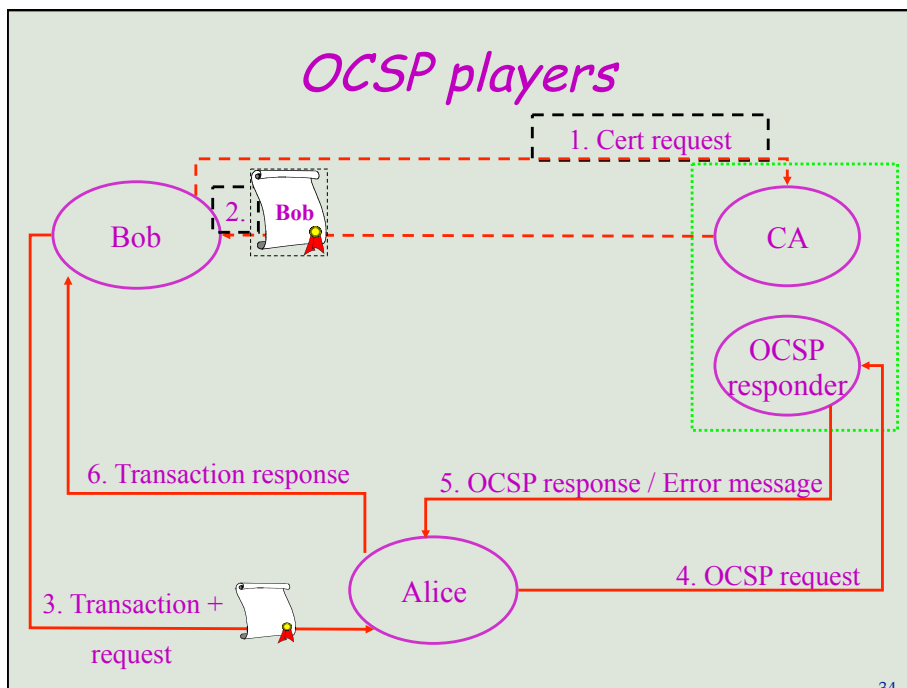 OCSP players
1. Cert request
2.
Bob
Bob
CA
OCSP
responder
6. Transaction response
5. OCSP response / Error message
Alice
4. OCSP request
3. Transaction +
request
34